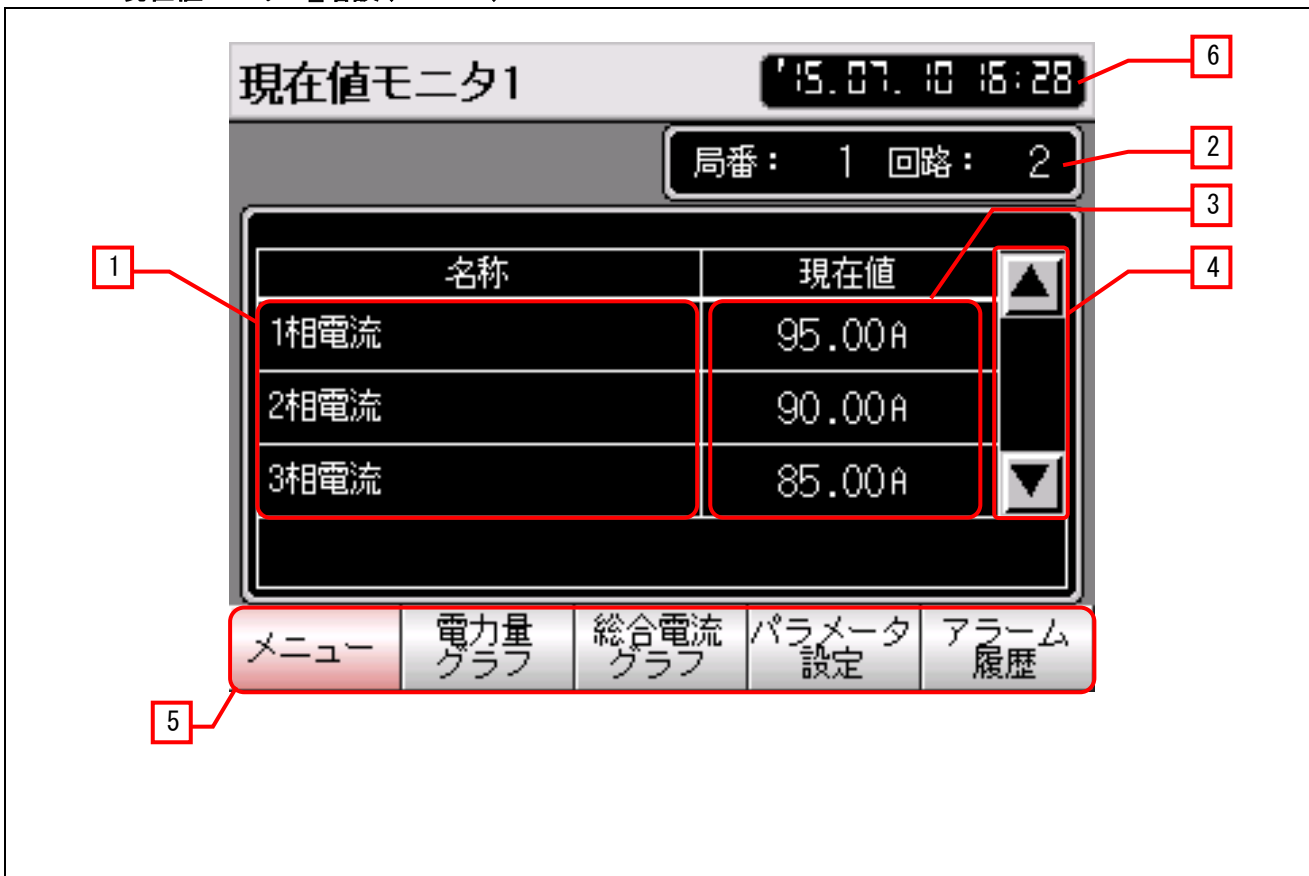 現在値モニタ1
'15.07.10 16:28
6
局番： 1 回路： 2
2
3
1
名称 現在値
▲
4
1相電流 95.00A
2相電流 90.00A
3相電流 85.00A
▼
メニュー
電力量
グラフ
総合電流
グラフ
パラメータ
設定
アラーム
履歴
5